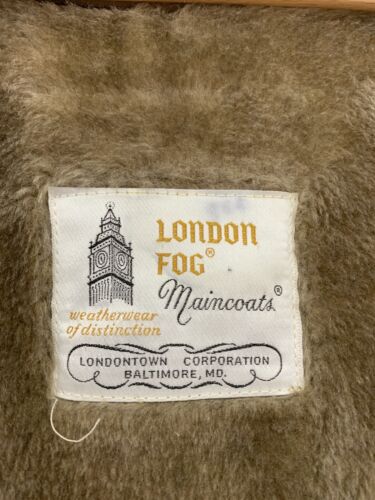 LONDON
FOG®
Maincoats®
weatherwear
of distinction
LONDONTOWN CORPORATION
BALTIMORE, MD.